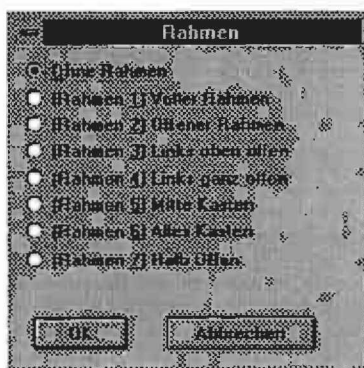 Rahmen
Ohne Rahmen
(Rahmen 1) Voller Rahmen
(Rahmen 2) Offener Rahmen
(Rahmen 3) Links oben offen
(Rahmen 4) Links ganz offen
(Rahmen 5) Mitte Kasten
(Rahmen 6) Alles Kasten
(Rahmen 7) Halb Offen
OK
Abbrechen